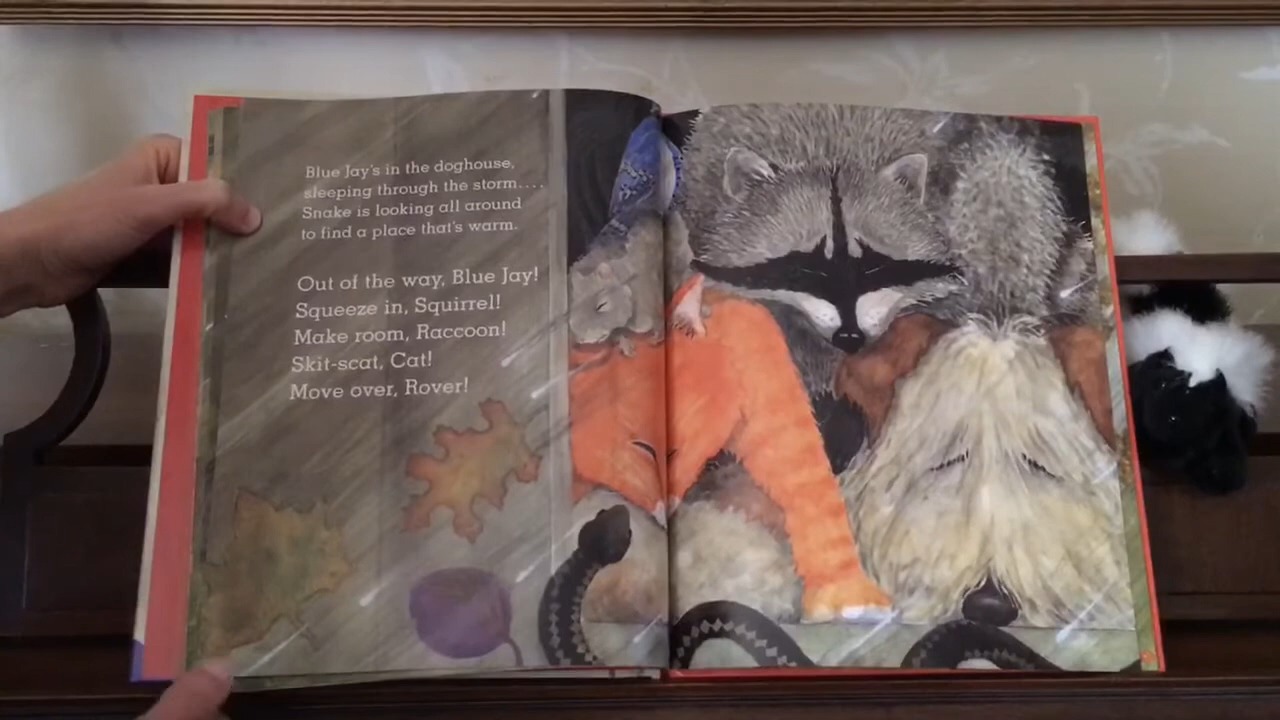 Blue Jay's in the doghouse,
sleeping through the storm....
Snake is looking all around
to find a place that's warm.
Out of the way, Blue Jay!
Squeeze in, Squirrel!
Make room, Raccoon!
Skit-scat, Cat!
Move over, Rover!